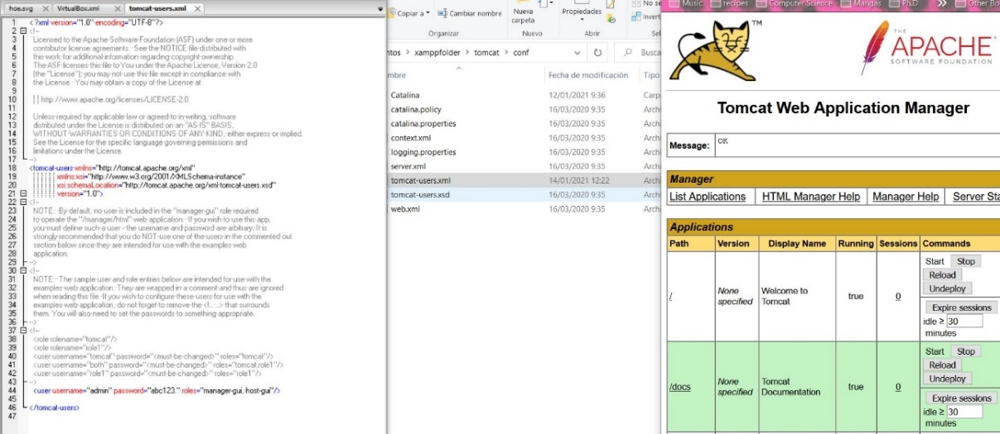 hoe.svg X VirtualBox.xml X tomcat-users.xml X
1 <?xml version="1.0" encoding="UTF-8"?>
2 <!--
3 Licensed to the Apache Software Foundation (ASF) under one or more
4 contributor license agreements. See the NOTICE file distributed with
5 this work for additional information regarding copyright ownership.
6 The ASF licenses this file to You under the Apache License, Version 2.0
7 (the "License"); you may not use this file except in compliance with
8 the License. You may obtain a copy of the License at
9
10 http://www.apache.org/licenses/LICENSE-2.0
11
12 Unless required by applicable law or agreed to in writing, software
13 distributed under the License is distributed on an "AS IS" BASIS,
14 WITHOUT WARRANTIES OR CONDITIONS OF ANY KIND, either express or implied.
15 See the License for the specific language governing permissions and
16 limitations under the License.
17 -->
18 <tomcat-users xmlns="http://tomcat.apache.org/xml"
19 xmlns:xsi="http://www.w3.org/2001/XMLSchema-instance"
20 xsi:schemaLocation="http://tomcat.apache.org/xml tomcat-users.xsd"
21 version="1.0">
22 <!--
23 NOTE: By default, no user is included in the "manager-gui" role required
24 to operate the "/manager/html" web application. If you wish to use this app,
25 you must define such a user - the username and password are arbitrary. It is
26 strongly recommended that you do NOT use one of the users in the commented out
27 section below since they are intended for use with the examples web
28 application.
29 -->
30 <!--
31 NOTE: The sample user and role entries below are intended for use with the
32 examples web application. They are wrapped in a comment and thus are ignored
33 when reading this file. If you wish to configure these users for use with the
34 examples web application, do not forget to remove the <!.. ..> that surrounds
35 them. You will also need to set the passwords to something appropriate.
36 -->
37 <!--
38 <role rolename="tomcat"/>
39 <role rolename="role1"/>
40 <user username="tomcat" password="<must-be-changed>" roles="tomcat"/>
41 <user username="both" password="<must-be-changed>" roles="tomcat,role1"/>
42 <user username="role1" password="<must-be-changed>" roles="role1"/>
43 -->
44 <user username="admin" password="abc123." roles="manager-gui, host-gui"/>
45
46 </tomcat-users>
47
Copiar a Cambiar nombre Nueva carpeta Propiedades
Organizar Nuevo Abrir Sel
ntos > xamppfolder > tomcat > conf Busca
mbre Fecha de modificación Tipo
Catalina 12/01/2021 9:36 Carp
catalina.policy 16/03/2020 9:35 Arch
catalina.properties 16/03/2020 9:35 Arch
context.xml 16/03/2020 9:35 Arch
logging.properties 16/03/2020 9:35 Arch
server.xml 16/03/2020 9:35 Arch
tomcat-users.xml 14/01/2021 12:22 Arch
tomcat-users.xsd 16/03/2020 9:35 Arch
web.xml 16/03/2020 9:35 Arch
Music recipes Computer Science Mangas Ph.D Other Bo
TM
THE
APACHE
SOFTWARE FOUNDATION
Tomcat Web Application Manager
Message: OK
Manager
List Applications HTML Manager Help Manager Help Server Sta
Applications
Path Version Display Name Running Sessions Commands
/ None specified Welcome to Tomcat true 0
Start Stop
Reload
Undeploy
Expire sessions
idle ≥ 30
minutes
/docs None specified Tomcat Documentation true 0
Start Stop
Reload
Undeploy
Expire sessions
idle ≥ 30
minutes